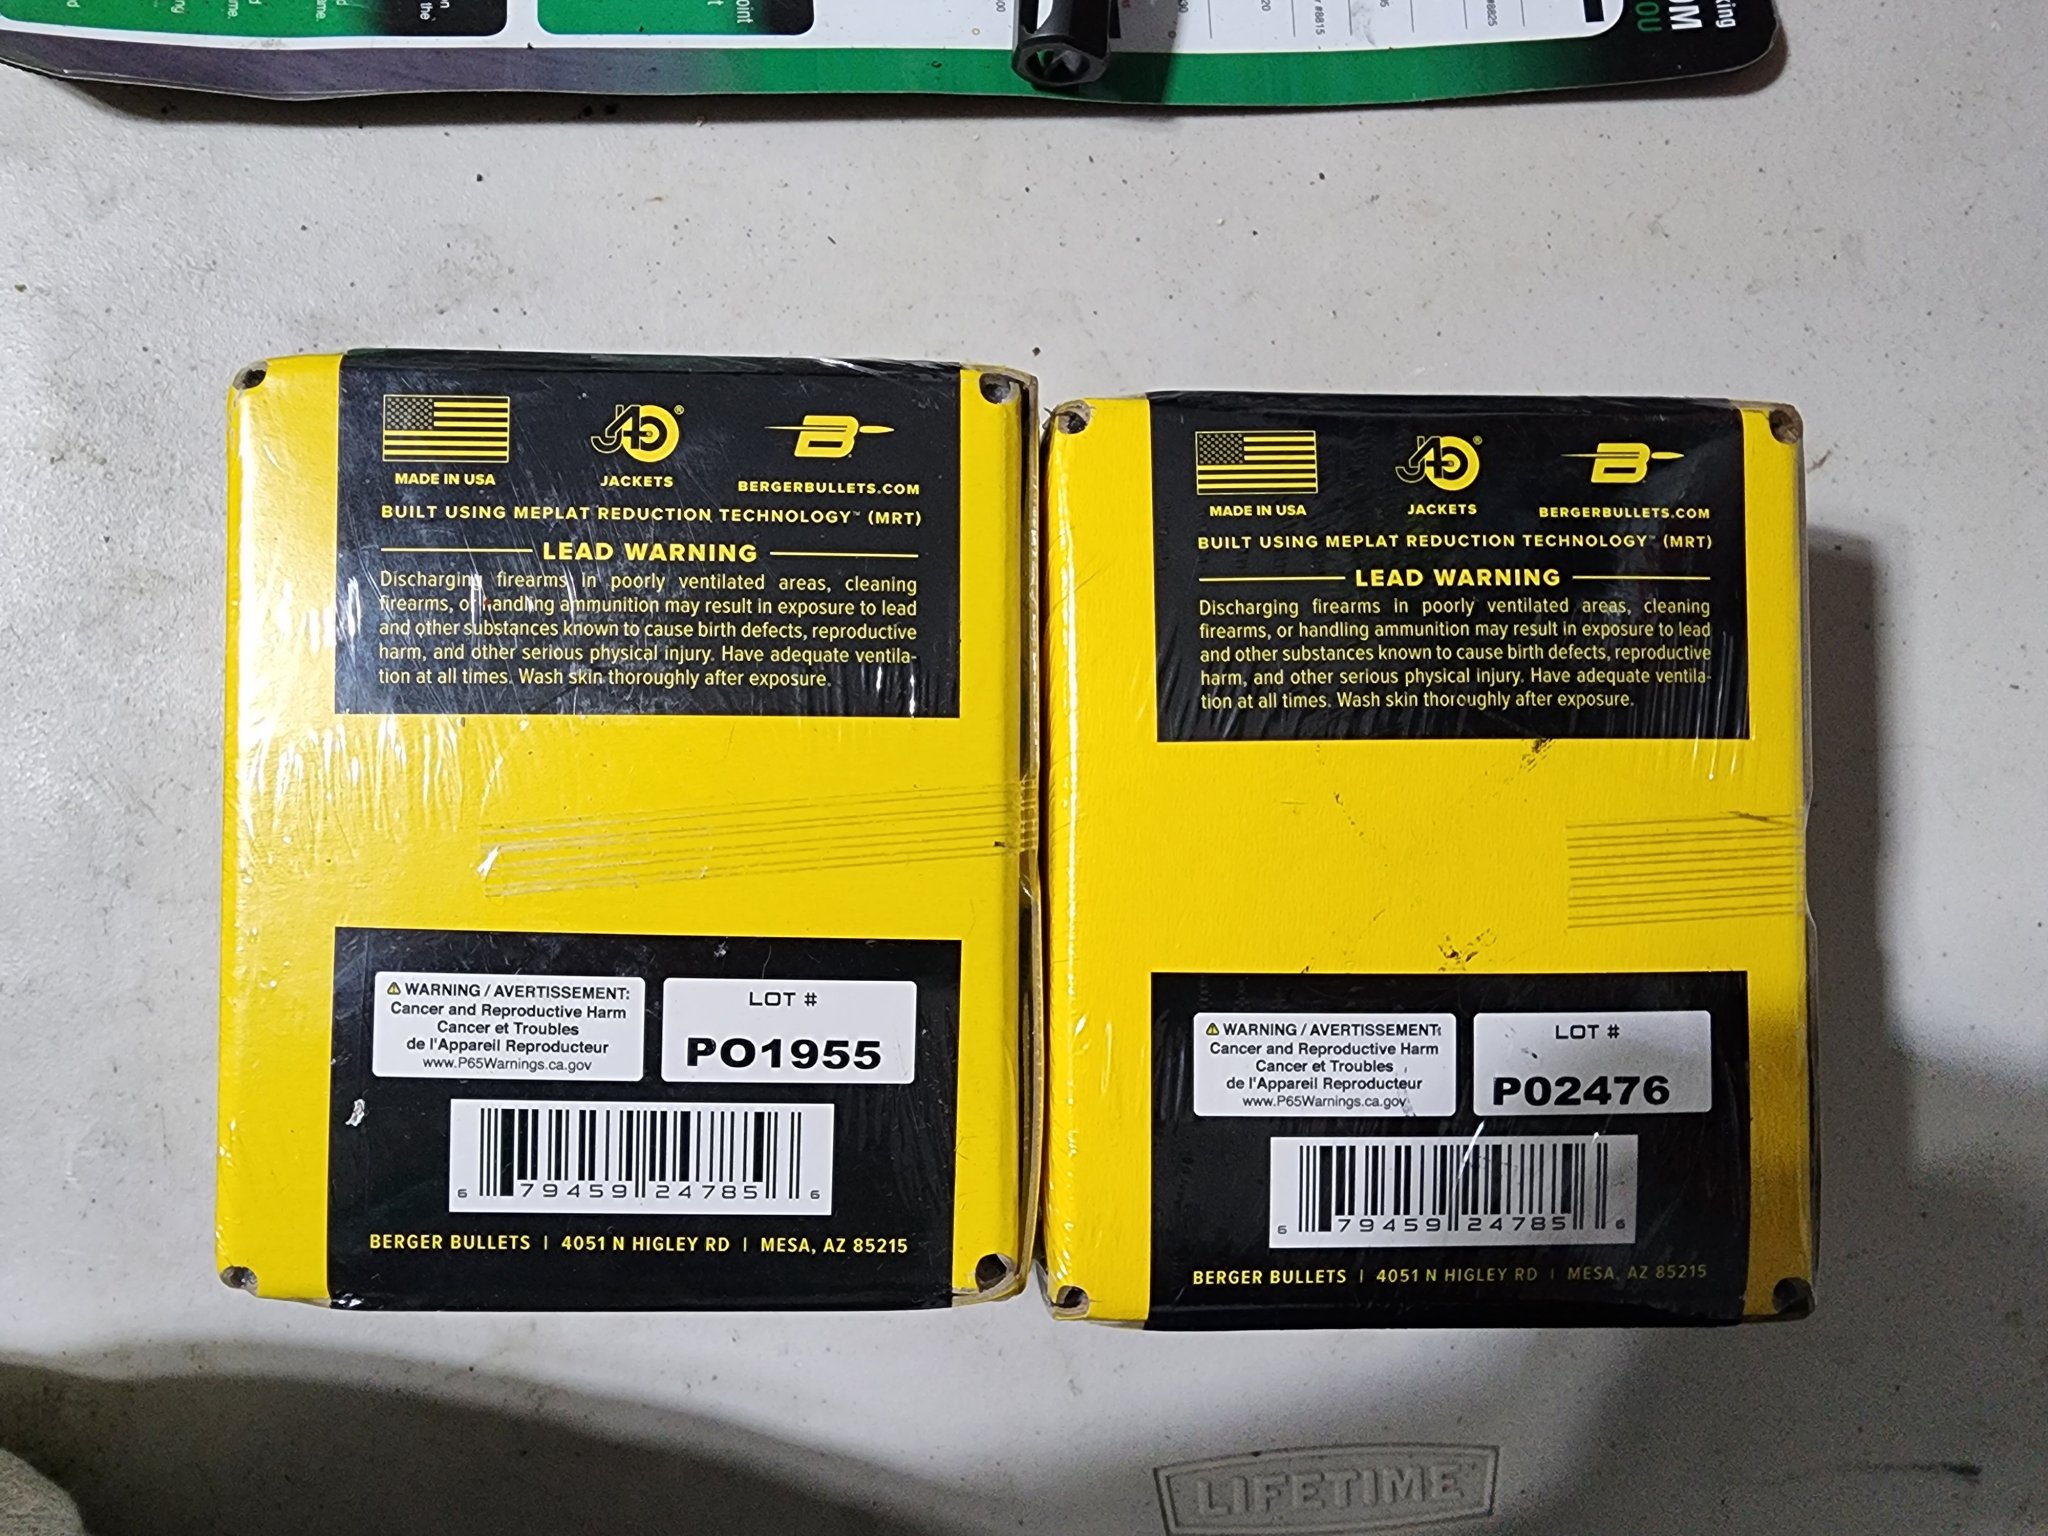 the
oint
#8815
#8825
king
OM
YOU
MADE IN USA
J4
®
JACKETS
B
BERGERBULLETS.COM
BUILT USING MEPLAT REDUCTION TECHNOLOGY™ (MRT)
LEAD WARNING
Discharging firearms in poorly ventilated areas, cleaning
firearms, or handling ammunition may result in exposure to lead
and other substances known to cause birth defects, reproductive
harm, and other serious physical injury. Have adequate ventila-
tion at all times. Wash skin thoroughly after exposure.
WARNING / AVERTISSEMENT:
Cancer and Reproductive Harm
Cancer et Troubles
de l'Appareil Reproducteur
www.P65Warnings.ca.gov
LOT #
PO1955
6 79459 24785 6
BERGER BULLETS | 4051 N HIGLEY RD | MESA, AZ 85215
MADE IN USA
J4
®
JACKETS
B
BERGERBULLETS.COM
BUILT USING MEPLAT REDUCTION TECHNOLOGY™ (MRT)
LEAD WARNING
Discharging firearms in poorly ventilated areas, cleaning
firearms, or handling ammunition may result in exposure to lead
and other substances known to cause birth defects, reproductive
harm, and other serious physical injury. Have adequate ventila-
tion at all times. Wash skin thoroughly after exposure.
WARNING / AVERTISSEMENT:
Cancer and Reproductive Harm
Cancer et Troubles
de l'Appareil Reproducteur
www.P65Warnings.ca.gov
LOT #
P02476
6 79459 24785 6
BERGER BULLETS | 4051 N HIGLEY RD | MESA, AZ 85215
LIFETIME